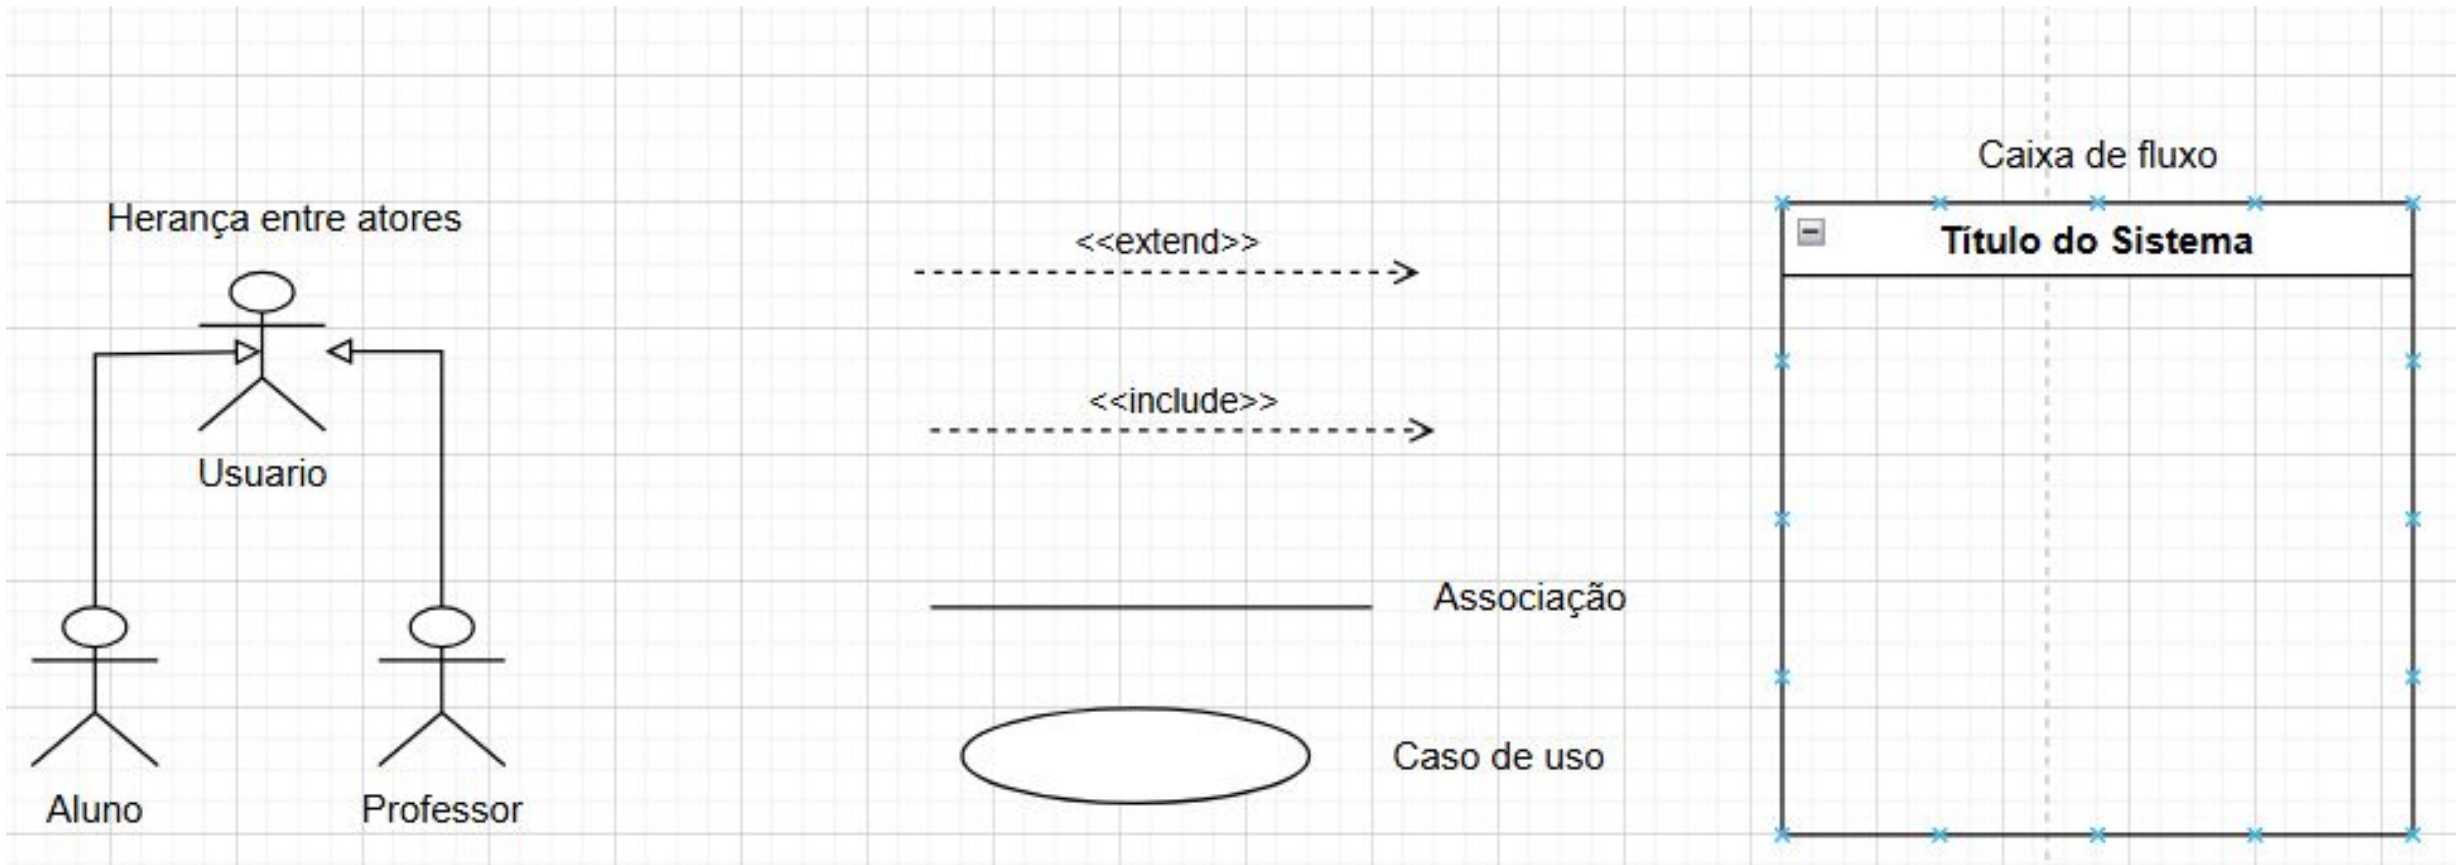 Herança entre atores
Usuario
Aluno
Professor
<<extend>>
<<include>>
Associação
Caso de uso
Caixa de fluxo
Título do Sistema